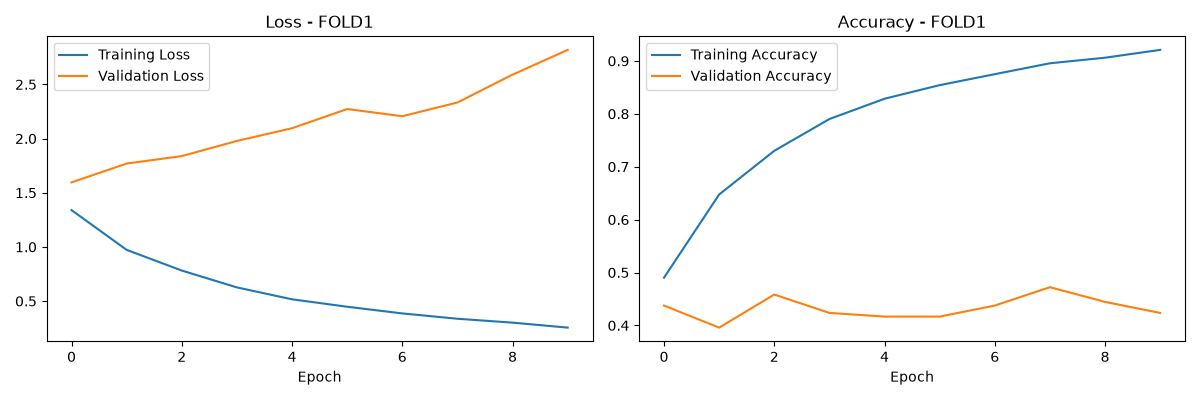 Loss - FOLD1
Training Loss
Validation Loss
2.5
2.0
1.5
1.0
0.5
0 2 4 6 8
Epoch
Accuracy - FOLD1
Training Accuracy
Validation Accuracy
0.9
0.8
0.7
0.6
0.5
0.4
0 2 4 6 8
Epoch